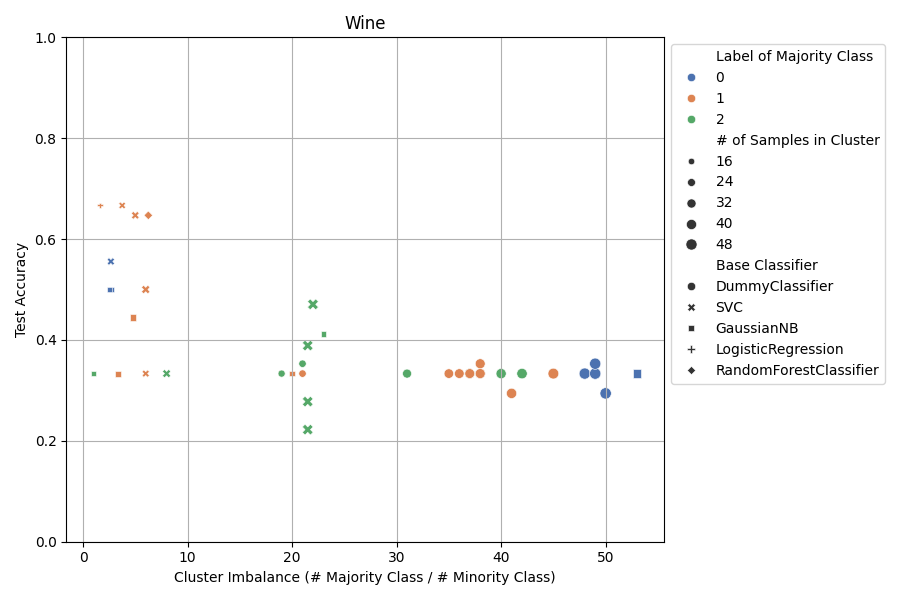 Wine
1.0
0.8
0.6
0.4
0.2
0.0
Test Accuracy
0 10 20 30 40 50
Cluster Imbalance (# Majority Class / # Minority Class)
Label of Majority Class
0
1
2
# of Samples in Cluster
16
24
32
40
48
Base Classifier
DummyClassifier
SVC
GaussianNB
LogisticRegression
RandomForestClassifier